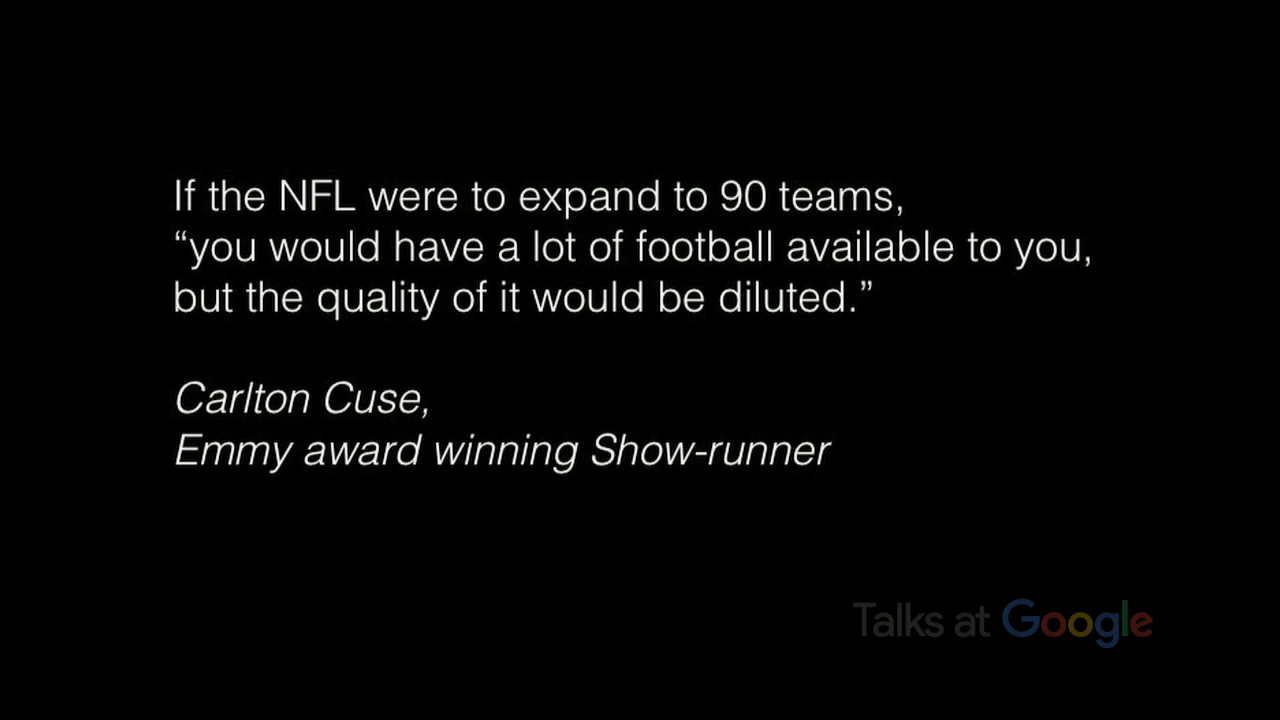 If the NFL were to expand to 90 teams,
“you would have a lot of football available to you,
but the quality of it would be diluted.”
Carlton Cuse,
Emmy award winning Show-runner
Talks at Google